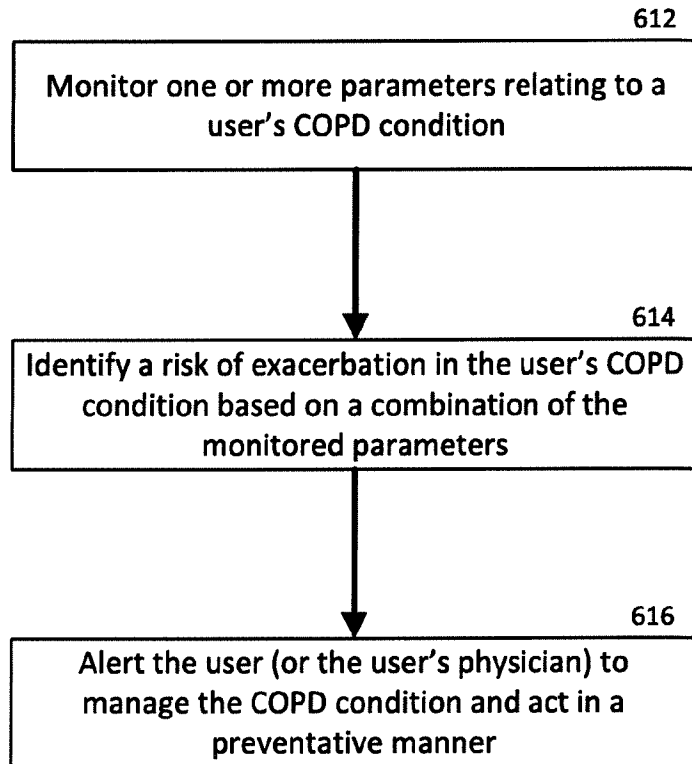 612
Monitor one or more parameters relating to a
user's COPD condition
614
Identify a risk of exacerbation in the user's COPD
condition based on a combination of the
monitored parameters
616
Alert the user (or the user's physician) to
manage the COPD condition and act in a
preventative manner